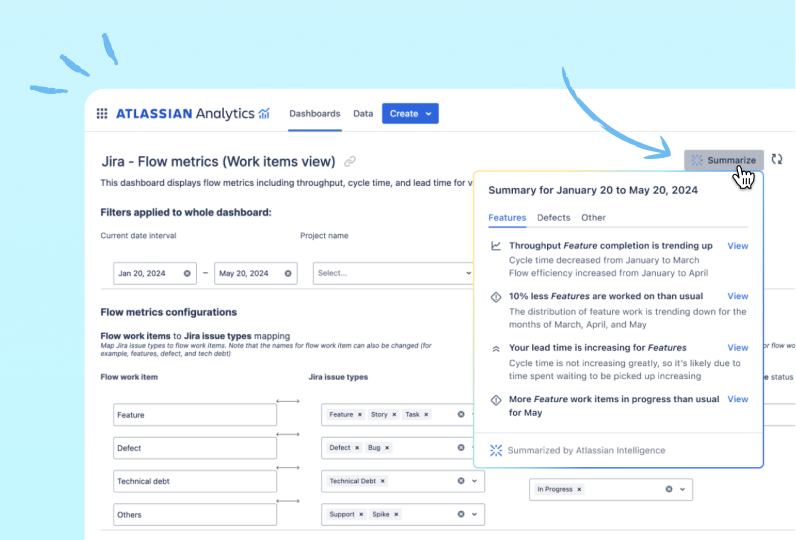 ATLASSIAN Analytics
Dashboards
Data
Create
Jira - Flow metrics (Work items view)
Summarize
This dashboard displays flow metrics including throughput, cycle time, and lead time for v
Filters applied to whole dashboard:
Current date interval
Project name
Jan 20, 2024
–
May 20, 2024
Select...
Flow metrics configurations
Flow work items to Jira issue types mapping
Map Jira issue types to flow work items. Note that the names for flow work item can also be changed (for
example, features, defect, and tech debt)
Flow work item
Jira issue types
Feature
Feature × Story × Task ×
Defect
Defect × Bug ×
Technical debt
Technical Debt ×
Others
Support × Spike ×
Summary for January 20 to May 20, 2024
Features
Defects
Other
Throughput Feature completion is trending up
View
Cycle time decreased from January to March
Flow efficiency increased from January to April
10% less Features are worked on than usual
View
The distribution of feature work is trending down for the
months of March, April, and May
Your lead time is increasing for Features
View
Cycle time is not increasing greatly, so it's likely due to
time spent waiting to be picked up increasing
More Feature work items in progress than usual
for May
View
Summarized by Atlassian Intelligence
or flow wo
e status
In Progress ×